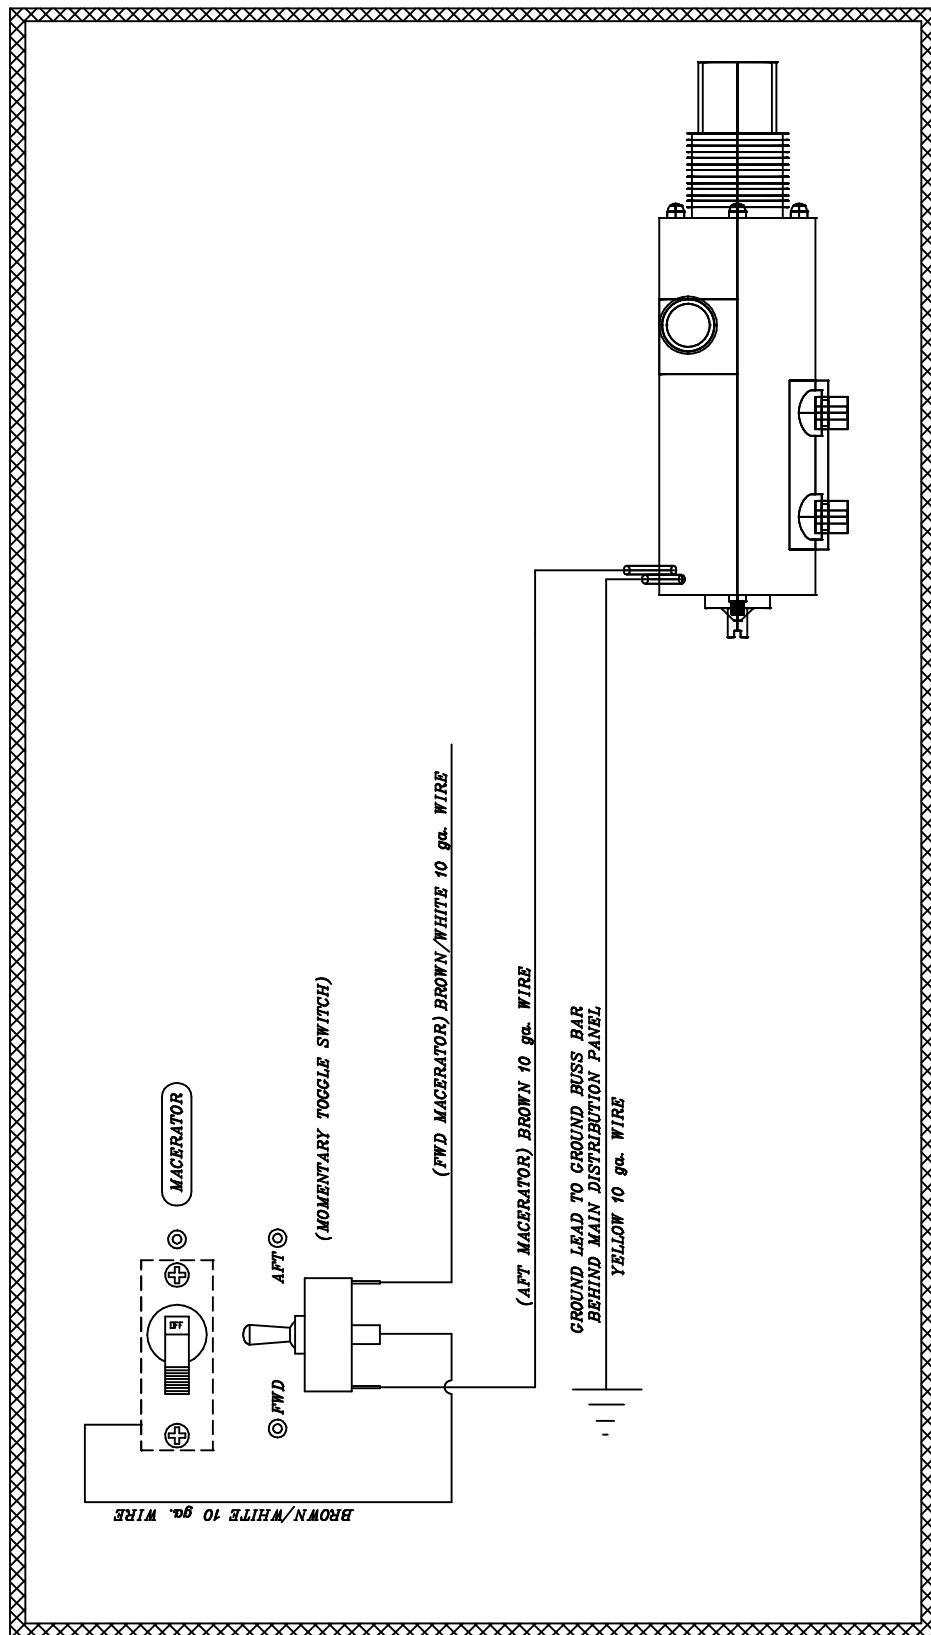 MACERATOR
OFF
AFT
FWD
(MOMENTARY TOGGLE SWITCH)
(FWD MACERATOR) BROWN/WHITE 10 ga. WIRE
(AFT MACERATOR) BROWN 10 ga. WIRE
GROUND LEAD TO GROUND BUSS BAR
BEHIND MAIN DISTRIBUTION PANEL
YELLOW 10 ga. WIRE
BROWN/WHITE 10 ga. WIRE